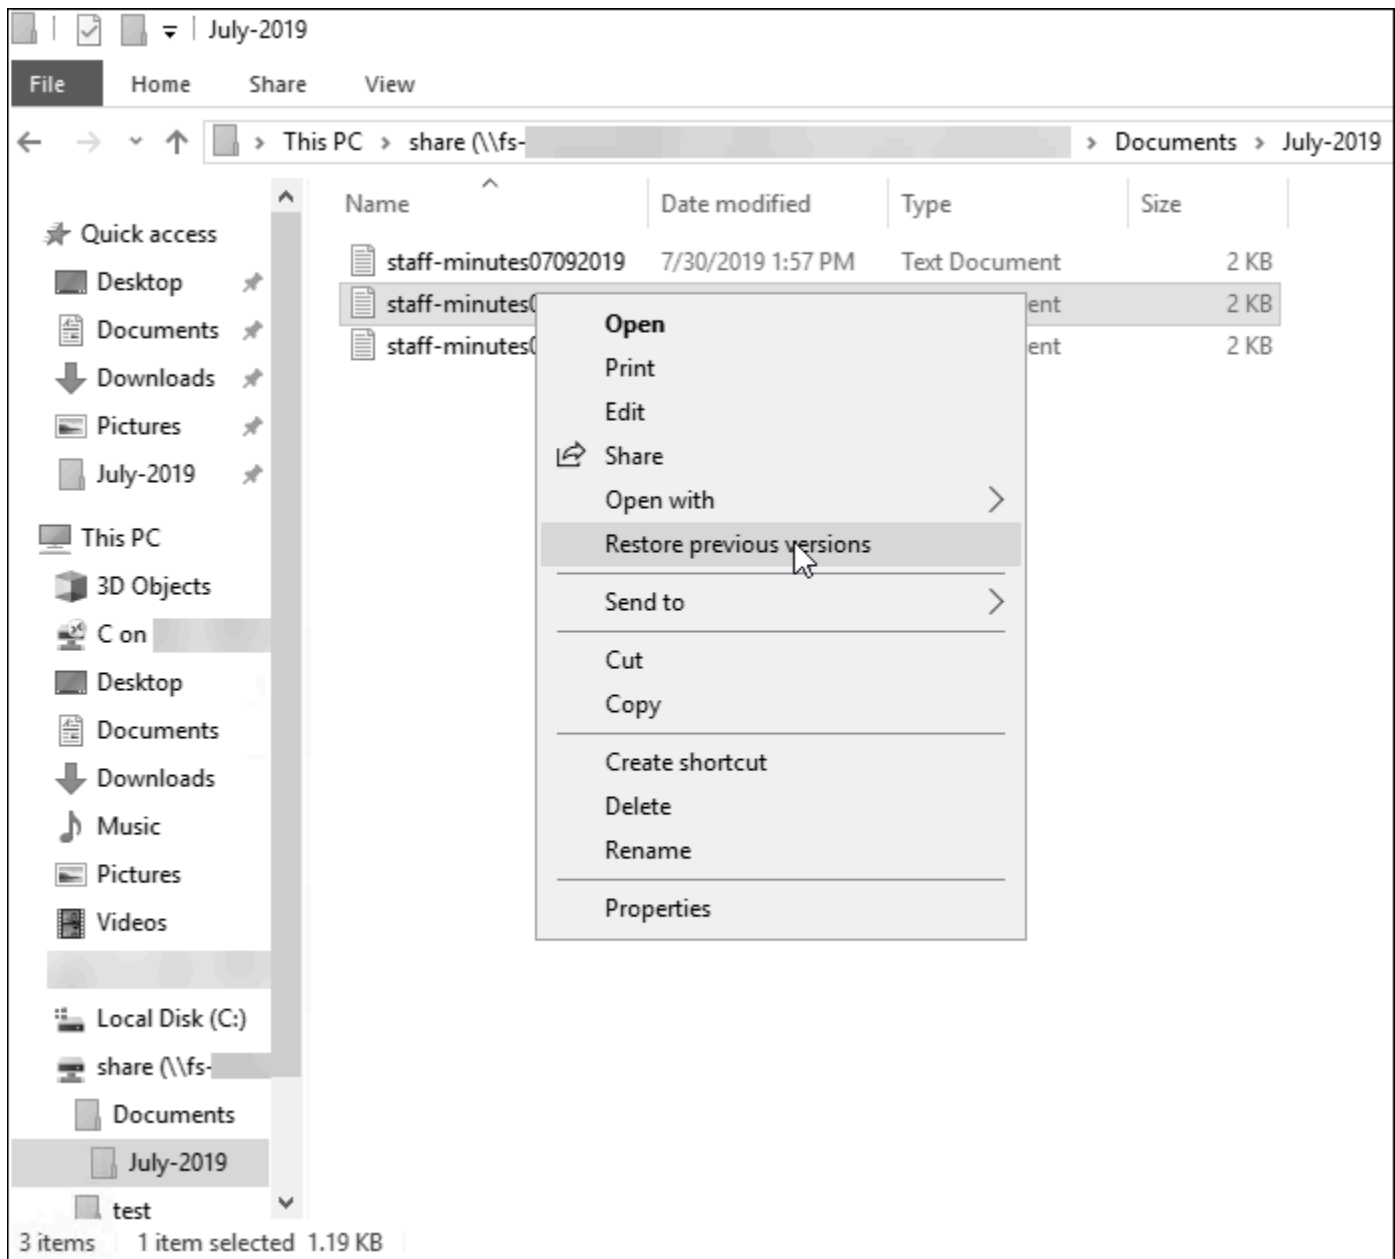 July-2019
File Home Share View
This PC > share (\\fs- > Documents > July-2019
Name Date modified Type Size
Quick access
Desktop
Documents
Downloads
Pictures
July-2019
This PC
3D Objects
C on
Desktop
Documents
Downloads
Music
Pictures
Videos
Local Disk (C:)
share (\\fs-
Documents
July-2019
test
staff-minutes07092019 7/30/2019 1:57 PM Text Document 2 KB
staff-minutes0 ent 2 KB
staff-minutes0 ent 2 KB
Open
Print
Edit
Share
Open with
Restore previous versions
Send to
Cut
Copy
Create shortcut
Delete
Rename
Properties
3 items 1 item selected 1.19 KB